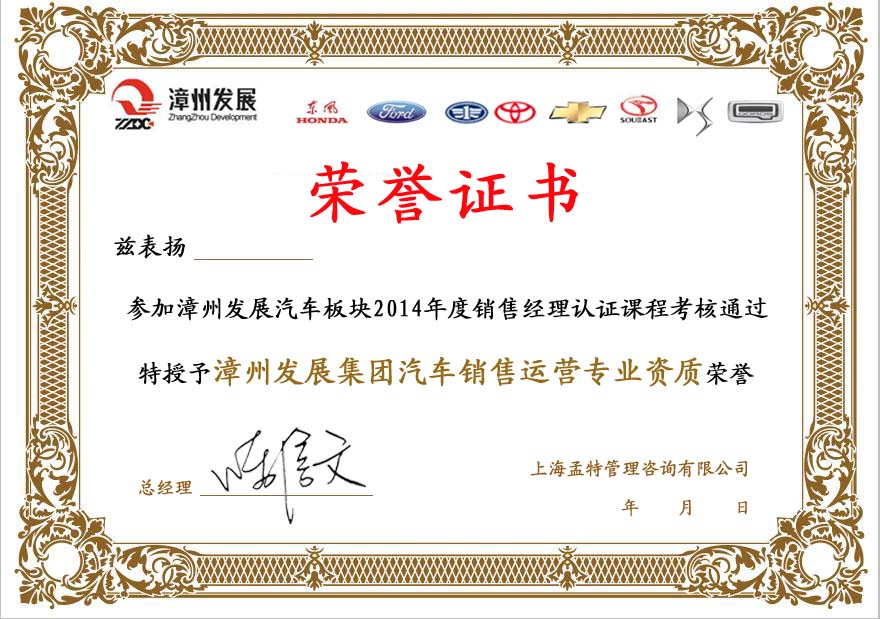 漳州发展
ZhangZhou Development
ZZDC
东风
HONDA
Ford
SOUEAST
DS
荣誉证书
兹表扬
参加漳州发展汽车板块2014年度销售经理认证课程考核通过
特授予漳州发展集团汽车销售运营专业资质荣誉
总经理
上海孟特管理咨询有限公司
年 月 日